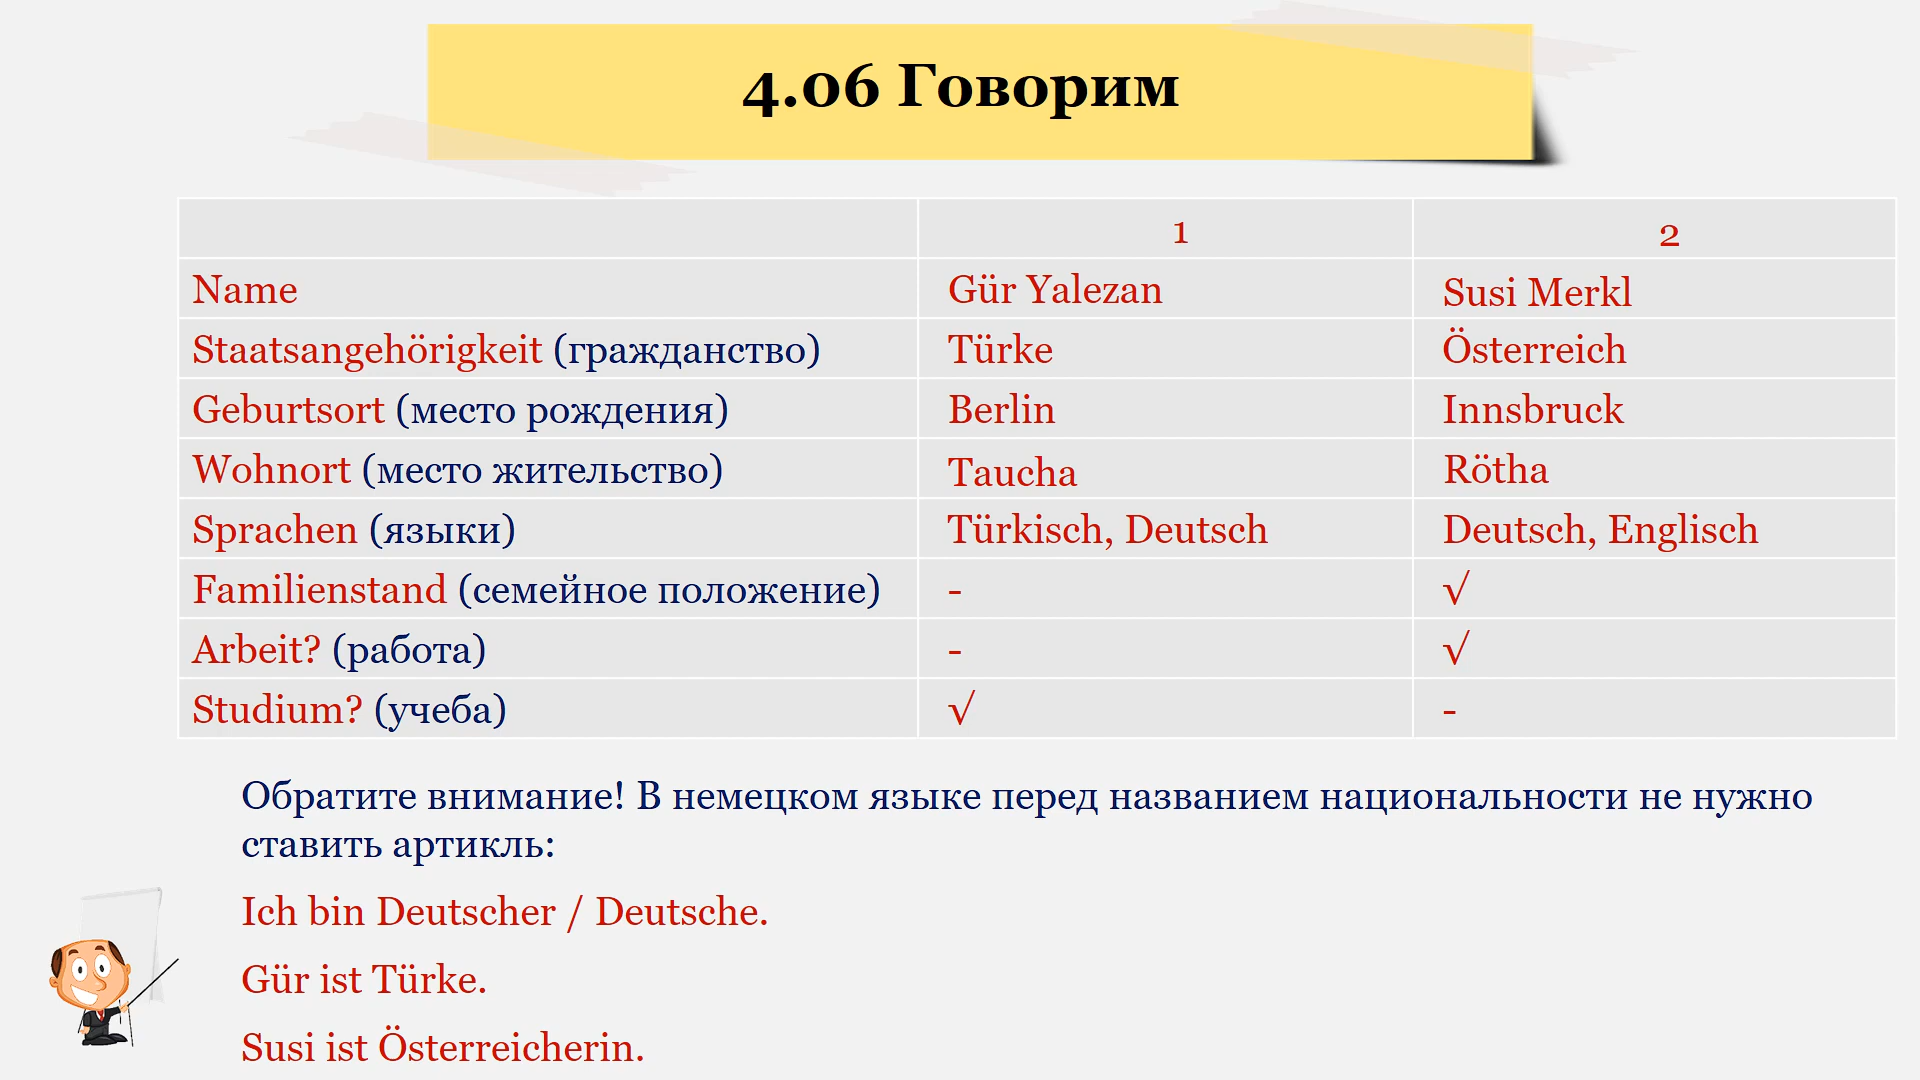 4.06 Говорим
1 2
Name Gür Yalezan Susi Merkl
Staatsangehörigkeit (гражданство) Türke Österreich
Geburtsort (место рождения) Berlin Innsbruck
Wohnort (место жительство) Taucha Rötha
Sprachen (языки) Türkisch, Deutsch Deutsch, Englisch
Familienstand (семейное положение) - √
Arbeit? (работа) - √
Studium? (учеба) √ -
Обратите внимание! В немецком языке перед названием национальности не нужно
ставить артикль:
Ich bin Deutscher / Deutsche.
Gür ist Türke.
Susi ist Österreicherin.